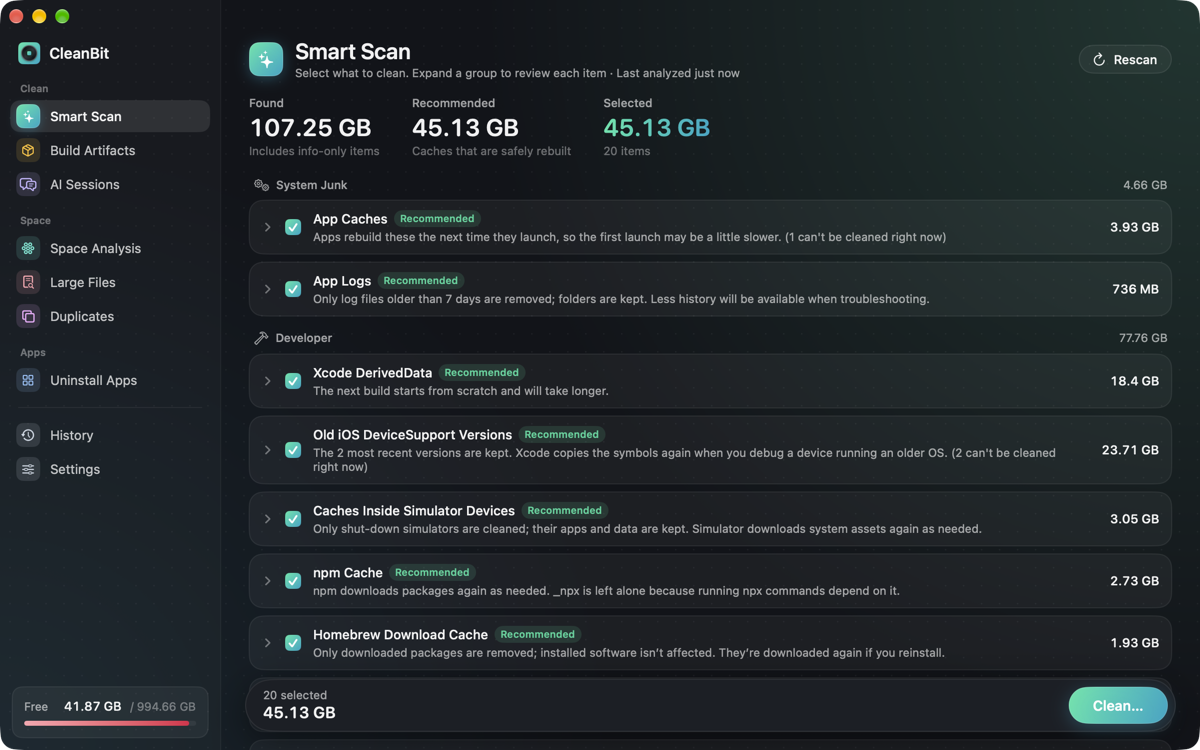 CleanBit
Clean
Smart Scan
Build Artifacts
AI Sessions
Space
Space Analysis
Large Files
Duplicates
Apps
Uninstall Apps
History
Settings
Free 41.87 GB / 994.66 GB
Smart Scan
Select what to clean. Expand a group to review each item · Last analyzed just now
Rescan
Found
107.25 GB
Includes info-only items
Recommended
45.13 GB
Caches that are safely rebuilt
Selected
45.13 GB
20 items
System Junk 4.66 GB
App Caches Recommended
Apps rebuild these the next time they launch, so the first launch may be a little slower. (1 can't be cleaned right now)
3.93 GB
App Logs Recommended
Only log files older than 7 days are removed; folders are kept. Less history will be available when troubleshooting.
736 MB
Developer 77.76 GB
Xcode DerivedData Recommended
The next build starts from scratch and will take longer.
18.4 GB
Old iOS DeviceSupport Versions Recommended
The 2 most recent versions are kept. Xcode copies the symbols again when you debug a device running an older OS. (2 can't be cleaned
right now)
23.71 GB
Caches Inside Simulator Devices Recommended
Only shut-down simulators are cleaned; their apps and data are kept. Simulator downloads system assets again as needed.
3.05 GB
npm Cache Recommended
npm downloads packages again as needed. _npx is left alone because running npx commands depend on it.
2.73 GB
Homebrew Download Cache Recommended
Only downloaded packages are removed; installed software isn’t affected. They’re downloaded again if you reinstall.
1.93 GB
20 selected
45.13 GB
Clean...